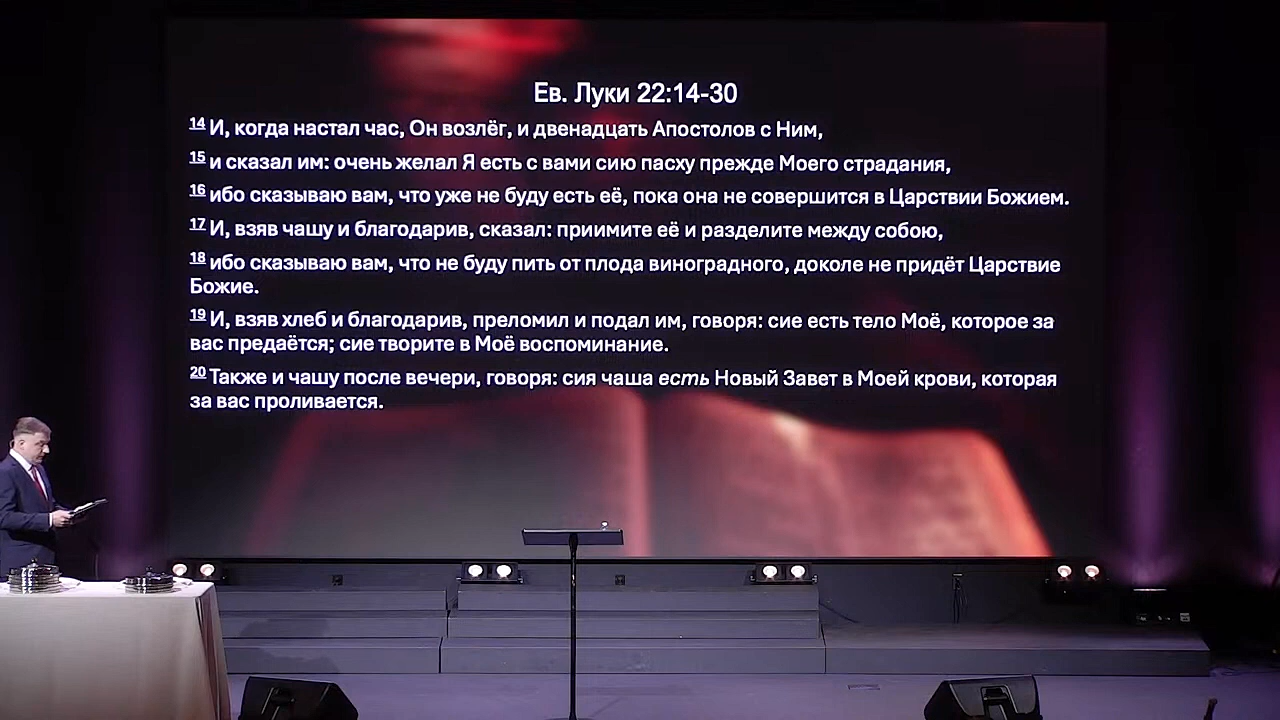 Ев. Луки 22:14-30
14 И, когда настал час, Он возлёг, и двенадцать Апостолов с Ним,
15 и сказал им: очень желал Я есть с вами сию пасху прежде Моего страдания,
16 ибо сказываю вам, что уже не буду есть её, пока она не совершится в Царствии Божием.
17 И, взяв чашу и благодарив, сказал: приимите её и разделите между собою,
18 ибо сказываю вам, что не буду пить от плода виноградного, доколе не придёт Царствие
Божие.
19 И, взяв хлеб и благодарив, преломил и подал им, говоря: сие есть тело Моё, которое за
вас предаётся; сие творите в Моё воспоминание.
20 Также и чашу после вечери, говоря: сия чаша есть Новый Завет в Моей крови, которая
за вас проливается.